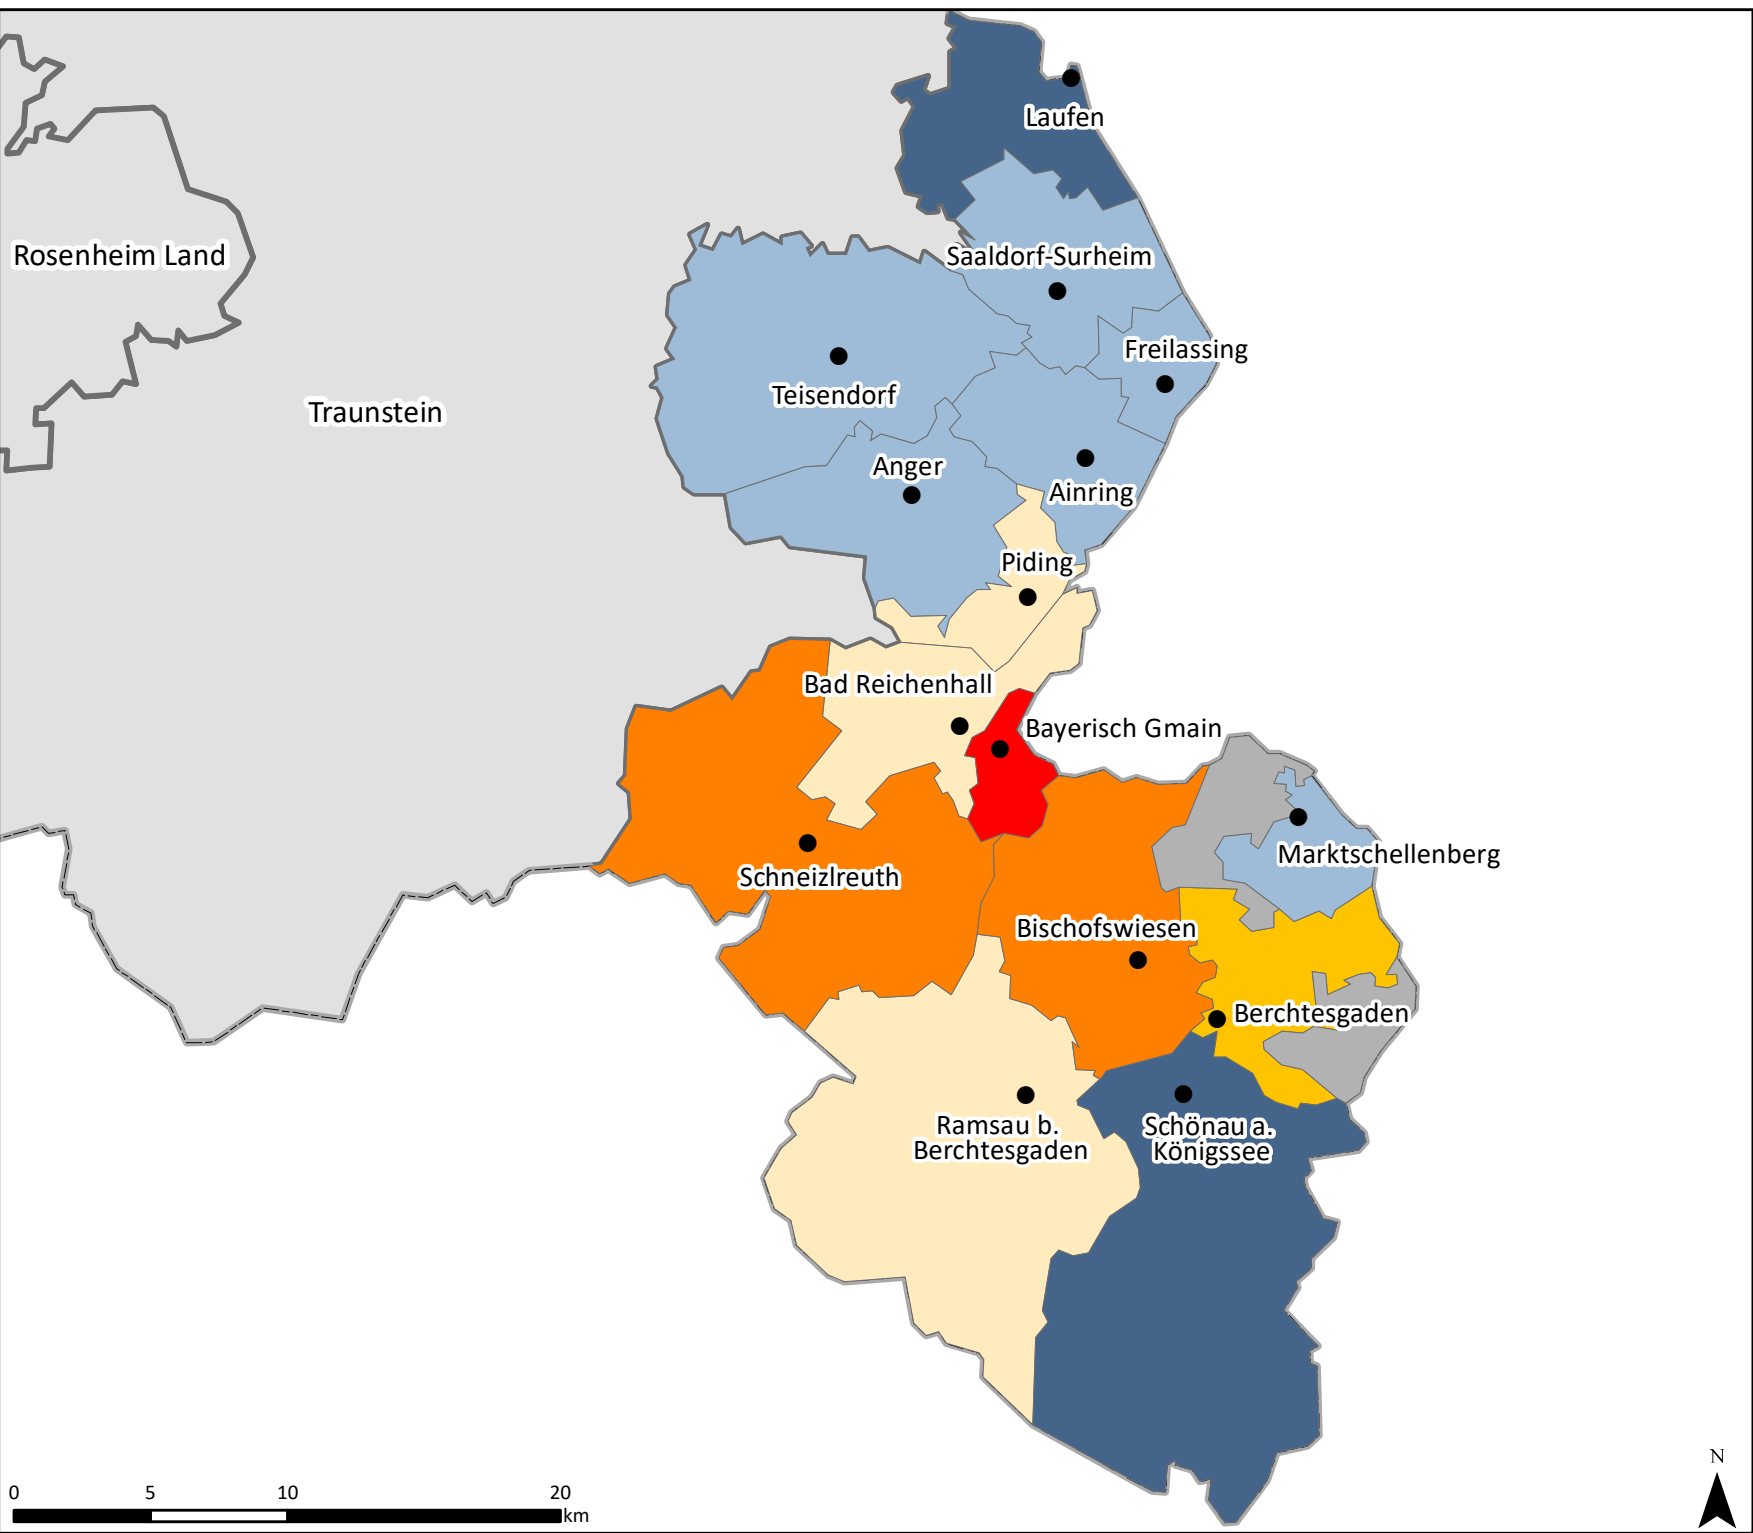 Laufen
Rosenheim Land
Saaldorf-Surheim
Freilassing
Teisendorf
Traunstein
Anger
Ainring
Piding
Bad Reichenhall
Bayerisch Gmain
Marktschellenberg
Schneizlreuth
Bischofswiesen
Berchtesgaden
Ramsau b.
Berchtesgaden
Schönau a.
Königssee
N
0 5 10 20
km